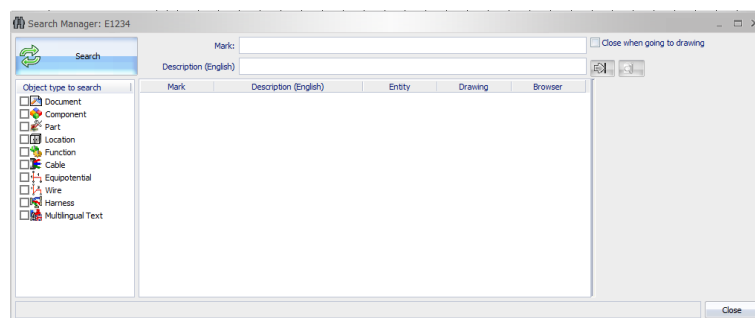 Search Manager: E1234
Search
Mark:
Close when going to drawing
Description (English)
Object type to search
Mark Description (English) Entity Drawing Browser
Document
Component
Part
Location
Function
Cable
Equipotential
Wire
Harness
Multilingual Text
Close